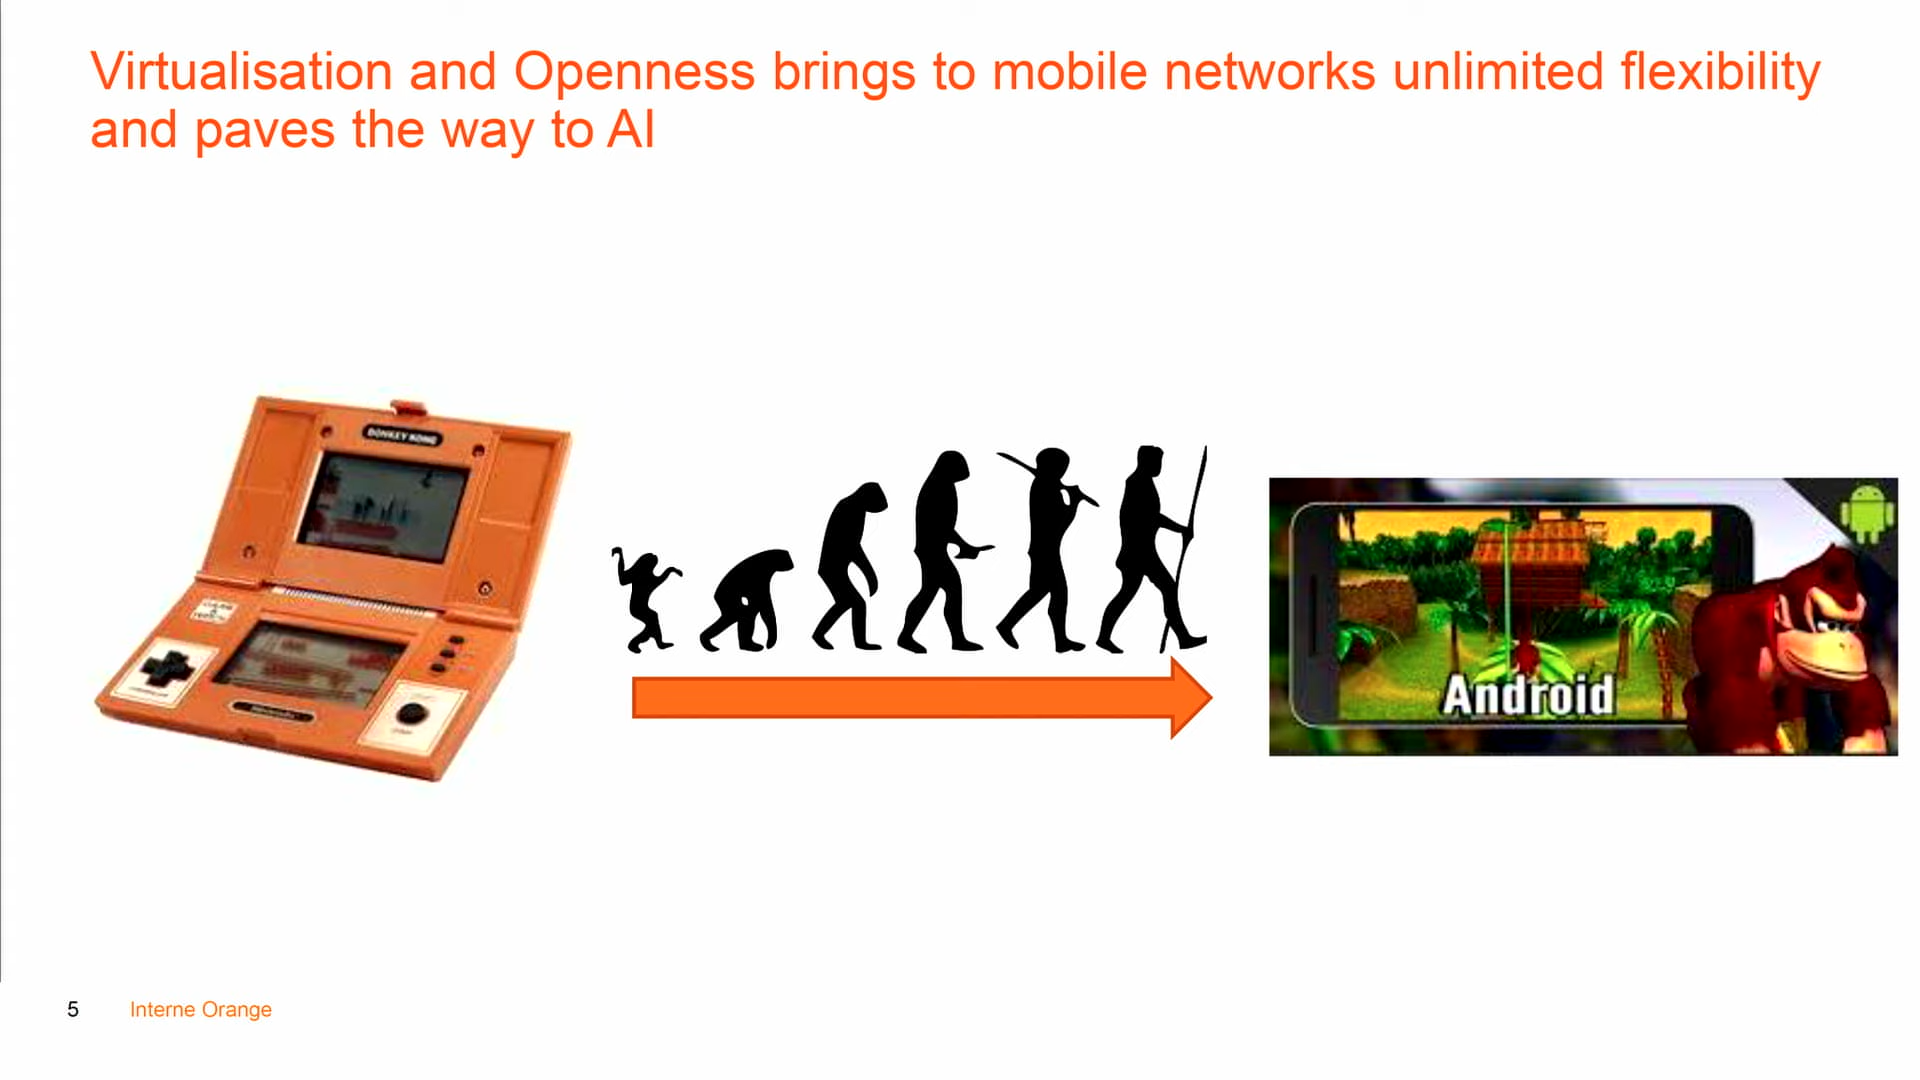 Virtualisation and Openness brings to mobile networks unlimited flexibility
and paves the way to AI
DONKEY KONG
Nintendo
Android
5 Interne Orange